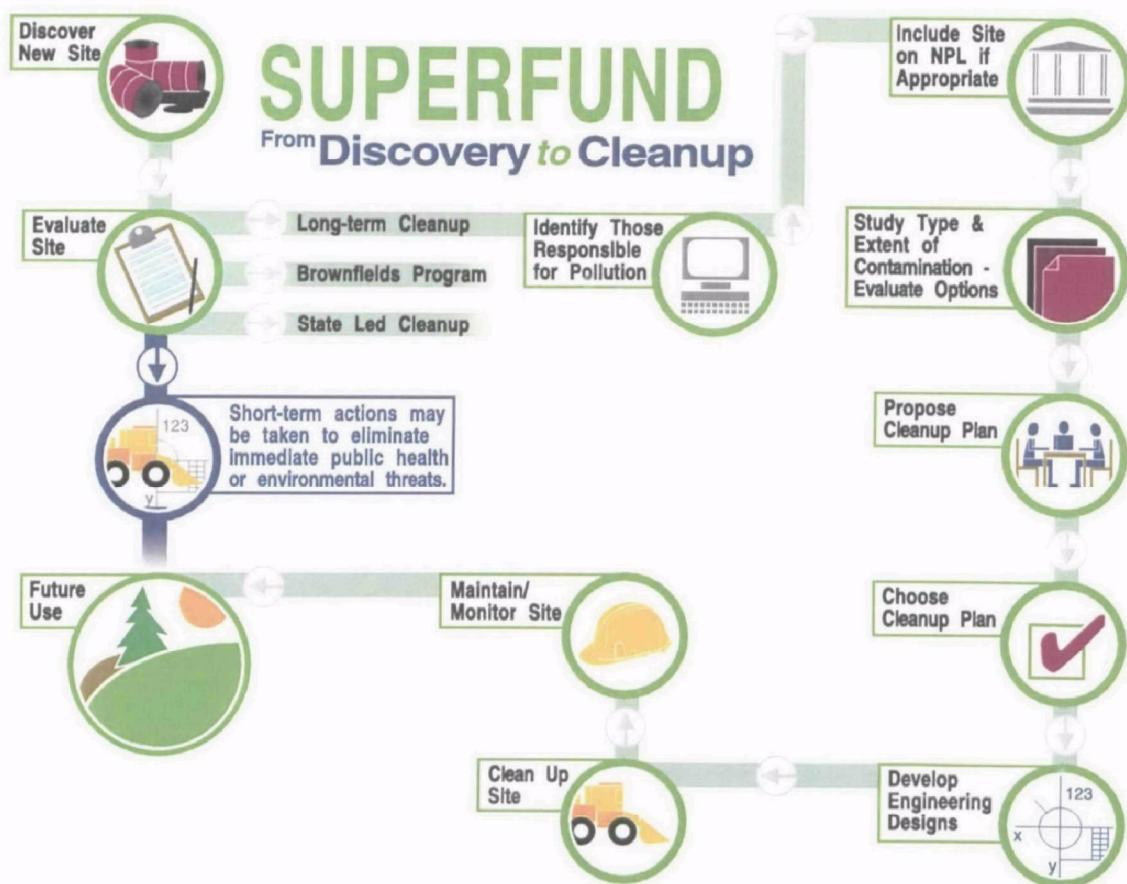 Discover
New Site
SUPERFUND
From Discovery to Cleanup
Include Site
on NPL if
Appropriate
Evaluate
Site
Long-term Cleanup
Brownfields Program
State Led Cleanup
Identify Those
Responsible
for Pollution
Study Type &
Extent of
Contamination -
Evaluate Options
123
y
Short-term actions may
be taken to eliminate
immediate public health
or environmental threats.
Propose
Cleanup Plan
Future
Use
Maintain/
Monitor Site
Choose
Cleanup Plan
Clean Up
Site
Develop
Engineering
Designs
123
x
y